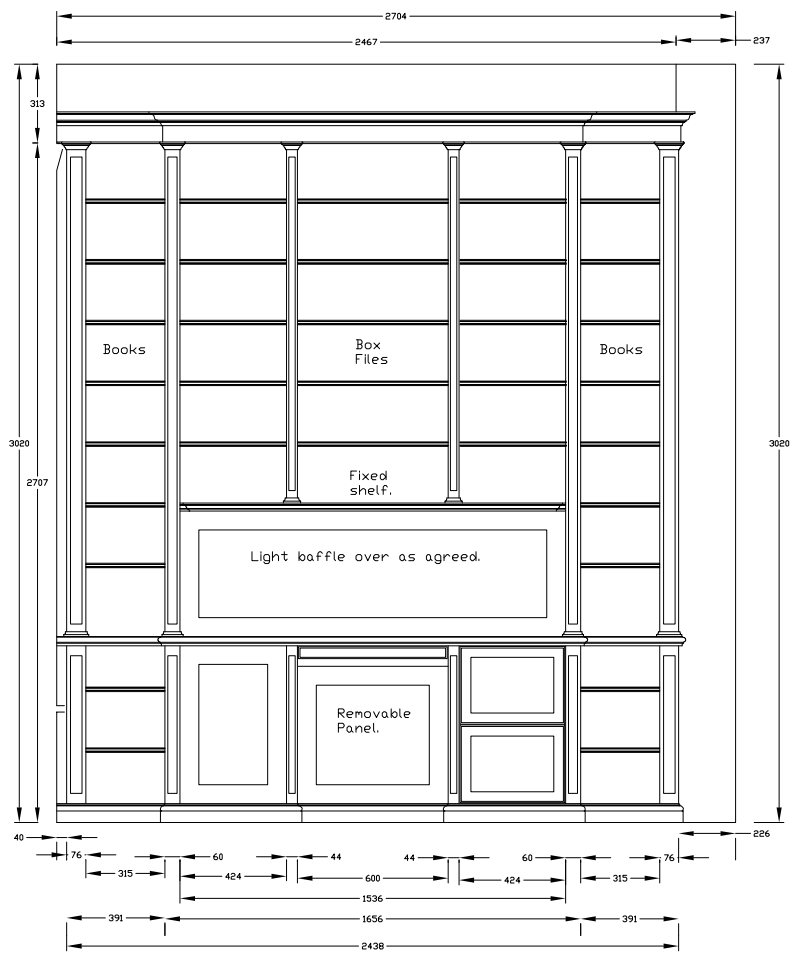 2704
2467
237
313
Books
Box
Files
Books
3020
3020
2707
Fixed
shelf.
Light baffle over as agreed.
Removable
Panel.
40
226
76
60
44
44
60
76
315
424
600
424
315
1536
391
1656
391
2438